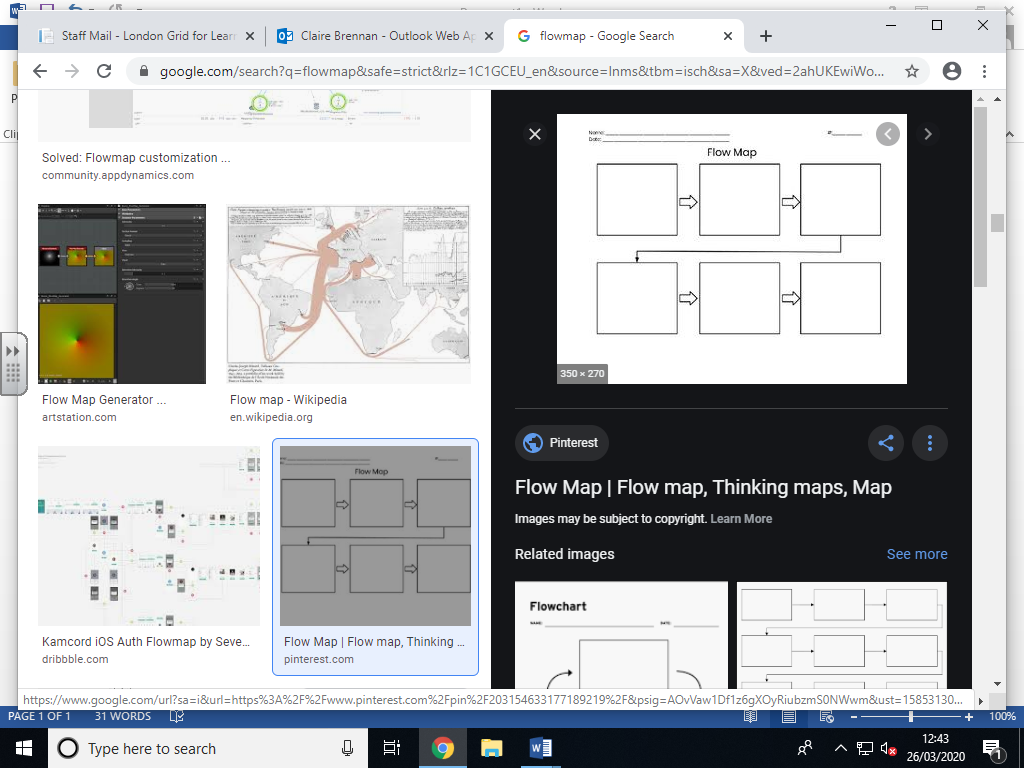 Staff Mail - London Grid for Lear
Claire Brennan - Outlook Web Ap
flowmap - Google Search
google.com/search?q=flowmap&safe=strict&rlz=1C1GCEU_en&source=lnms&tbm=isch&sa=X&ved=2ahUKEwiWo...
P
Cli
Solved: Flowmap customization ...
community.appdynamics.com
Flow Map Generator ...
artstation.com
Flow map - Wikipedia
en.wikipedia.org
Kamcord iOS Auth Flowmap by Seve...
dribbble.com
Flow Map
Flow Map | Flow map, Thinking ...
pinterest.com
Name:
Date:
#:
Flow Map
350 × 270
Pinterest
Flow Map | Flow map, Thinking maps, Map
Images may be subject to copyright. Learn More
Related images
See more
Flowchart
NAME:
DATE:
https://www.google.com/url?sa=i&url=https%3A%2F%2Fwww.pinterest.com%2Fpin%2F203154633177189219%2F&psig=AOvVaw1Df1z6gXOyRiubzmS0NWwm&ust=15853130...
PAGE 1 OF 1
31 WORDS
100%
Type here to search
12:43
26/03/2020
1